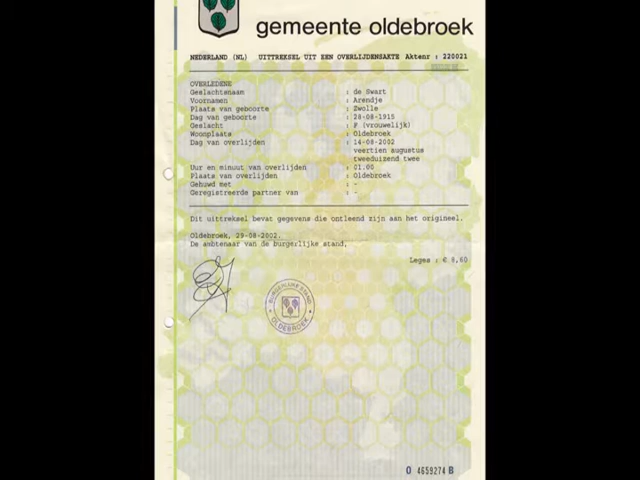 gemeente oldebroek
NEDERLAND (NL) UITTREKSEL UIT EEN OVERLIJDENSAKTE Aktenr : 220021
OVERLEDENE
Geslachtsnaam : de Swart
Voornamen : Arendje
Plaats van geboorte : Zwolle
Dag van geboorte : 28-08-1915
Geslacht : F (vrouwelijk)
Woonplaats : Oldebroek
Dag van overlijden : 14-08-2002
veertien augustus
tweeduizend twee
Uur en minuut van overlijden : 01.00
Plaats van overlijden : Oldebroek
Gehuwd met : -
Geregistreerde partner van : -
Dit uittreksel bevat gegevens die ontleend zijn aan het origineel.
Oldebroek, 29-08-2002.
De ambtenaar van de burgerlijke stand,
Leges : € 8,60
BURGERLIJKE STAND
OLDEBROEK
O 4659274 B